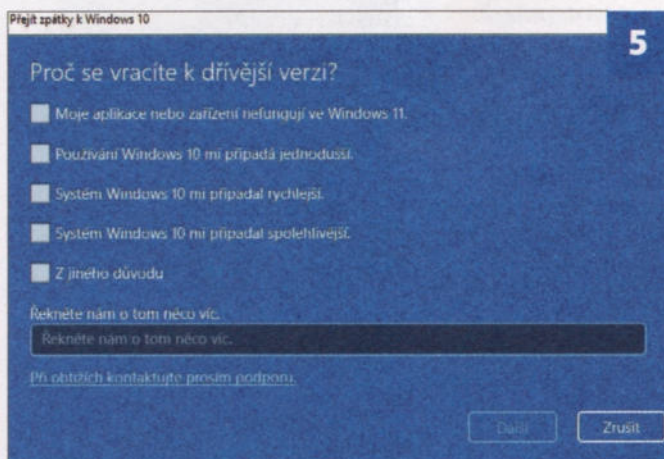 Přejít zpátky k Windows 10
5
Proč se vracíte k dřívější verzi?
Moje aplikace nebo zařízení nefungují ve Windows 11.
Používání Windows 10 mi připadá jednodušší.
Systém Windows 10 mi připadal rychlejší.
Systém Windows 10 mi připadal spolehlivější.
Z jiného důvodu
Řekněte nám o tom něco víc.
Řekněte nám o tom něco víc.
Při obtížích kontaktujte prosím podporu.
Další
Zrušit